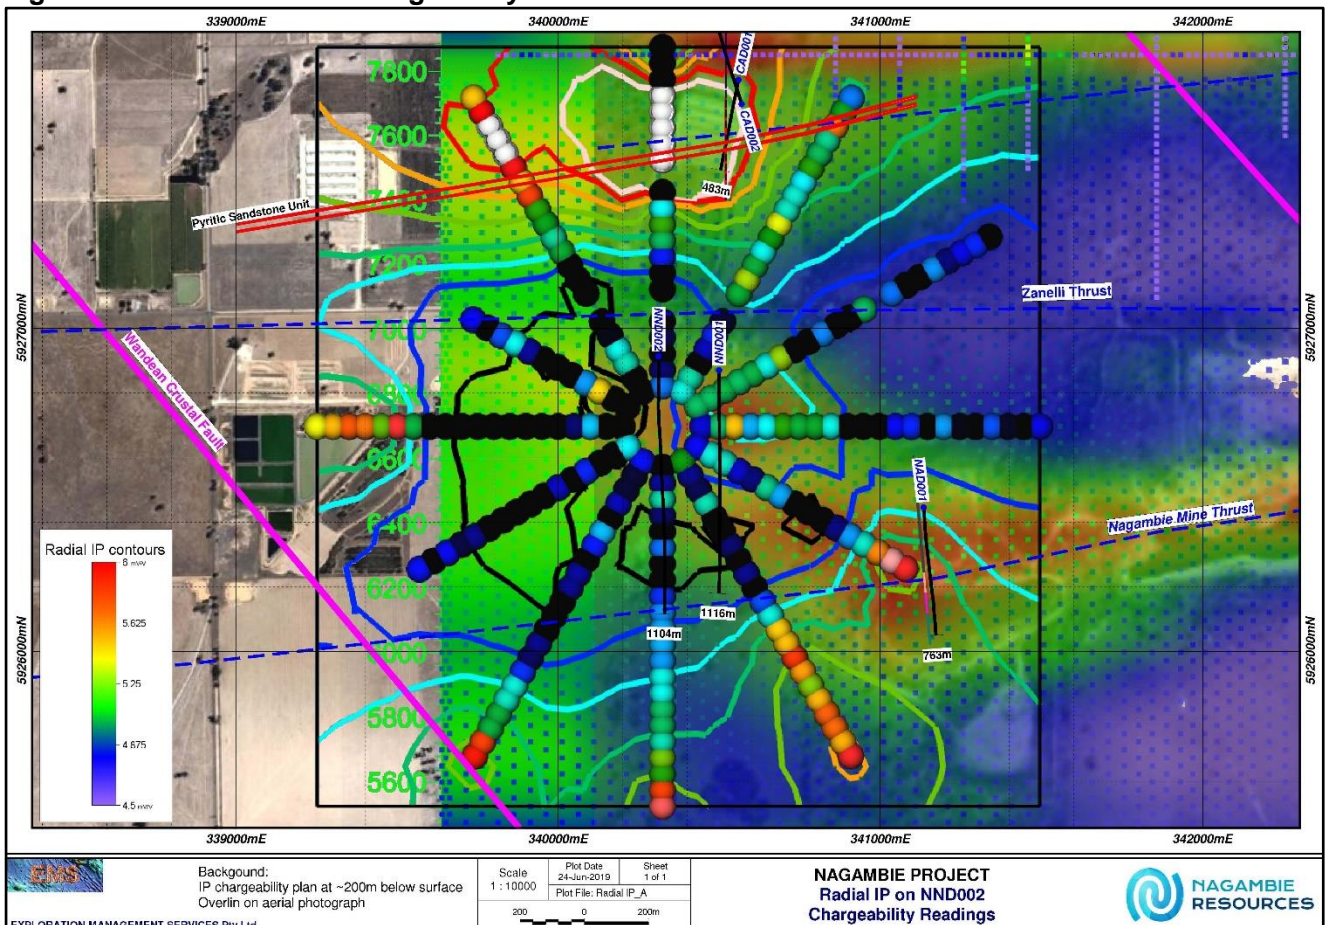 339000mE
340000mE
341000mE
342000mE
7800
7600
7200
7000
6600
6400
6200
5800
5600
5927000mN
5927000mN
5926000mN
5926000mN
CAD001
CAD002
483m
Pyritic Sandstone Unit
Zanelli Thrust
NND002
NND001
Wandean Crustal Fault
NAD001
Nagambie Mine Thrust
1116m
1104m
763m
Radial IP contours
6 mV/V
5.625
5.25
4.875
4.5 mV/V
339000mE
340000mE
341000mE
342000mE
EMS
EXPLORATION MANAGEMENT SERVICES Pty Ltd
Backgound:
IP chargeability plan at ~200m below surface
Overlin on aerial photograph
Scale
1 : 10000
Plot Date
24-Jun-2019
Sheet
1 of 1
Plot File: Radial IP_A
200
0
200m
NAGAMBIE PROJECT
Radial IP on NND002
Chargeability Readings
NAGAMBIE
RESOURCES